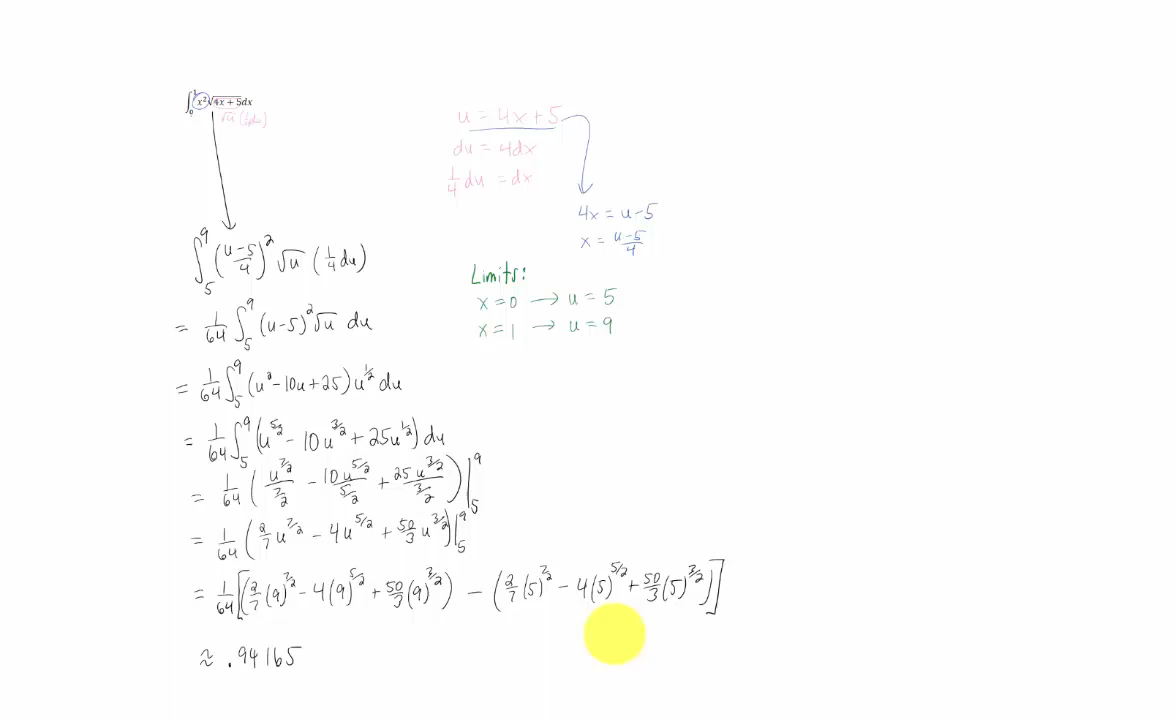 ∫₀¹ x²√(4x + 5)dx
√u (1/4 du)
u = 4x + 5
du = 4dx
1/4 du = dx
4x = u - 5
x = (u-5)/4
Limits:
x = 0 → u = 5
x = 1 → u = 9
∫₅⁹ ((u-5)/4)² √u (1/4 du)
= 1/64 ∫₅⁹ (u-5)² √u du
= 1/64 ∫₅⁹ (u² - 10u + 25) u^(1/2) du
= 1/64 ∫₅⁹ (u^(5/2) - 10u^(3/2) + 25u^(1/2)) du
= 1/64 (u^(7/2)/(7/2) - 10u^(5/2)/(5/2) + 25u^(3/2)/(3/2)) |₅⁹
= 1/64 (2/7 u^(7/2) - 4u^(5/2) + 50/3 u^(3/2)) |₅⁹
= 1/64 [(2/7 (9)^(7/2) - 4(9)^(5/2) + 50/3 (9)^(3/2)) - (2/7 (5)^(7/2) - 4(5)^(5/2) + 50/3 (5)^(3/2))]
≈ .94165